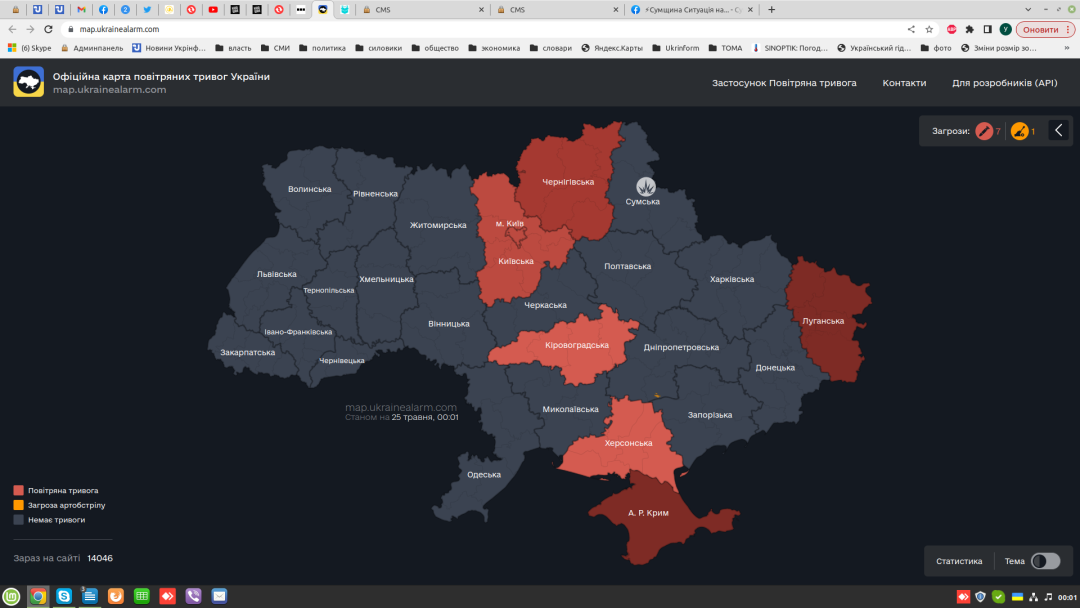 CMS
CMS
⚡Сумщина Ситуація на... - Су
map.ukrainealarm.com
Оновити
(6) Skype
Админпанель
Новини Укрінф...
власть
СМИ
политика
силовики
общество
экономика
словари
Яндекс.Карты
Ukrinform
ТОМА
SINOPTIK: Погод...
Український гід...
фото
Зміни розмір зо...
Офіційна карта повітряних тривог України
map.ukrainealarm.com
Застосунок Повітряна тривога
Контакти
Для розробників (API)
Загрози: 7 1
Чернігівська
Волинська
Рівненська
Сумська
Житомирська
м. Київ
Київська
Полтавська
Львівська
Хмельницька
Харківська
Тернопільська
Черкаська
Луганська
Вінницька
Івано-Франківська
Кіровоградська
Дніпропетровська
Закарпатська
Чернівецька
Донецька
map.ukrainealarm.com
Станом на 25 травня, 00:01
Миколаївська
Запорізька
Херсонська
Одеська
А. Р. Крим
Повітряна тривога
Загроза артобстрілу
Немає тривоги
Зараз на сайті 14046
Статистика
Тема
00:01